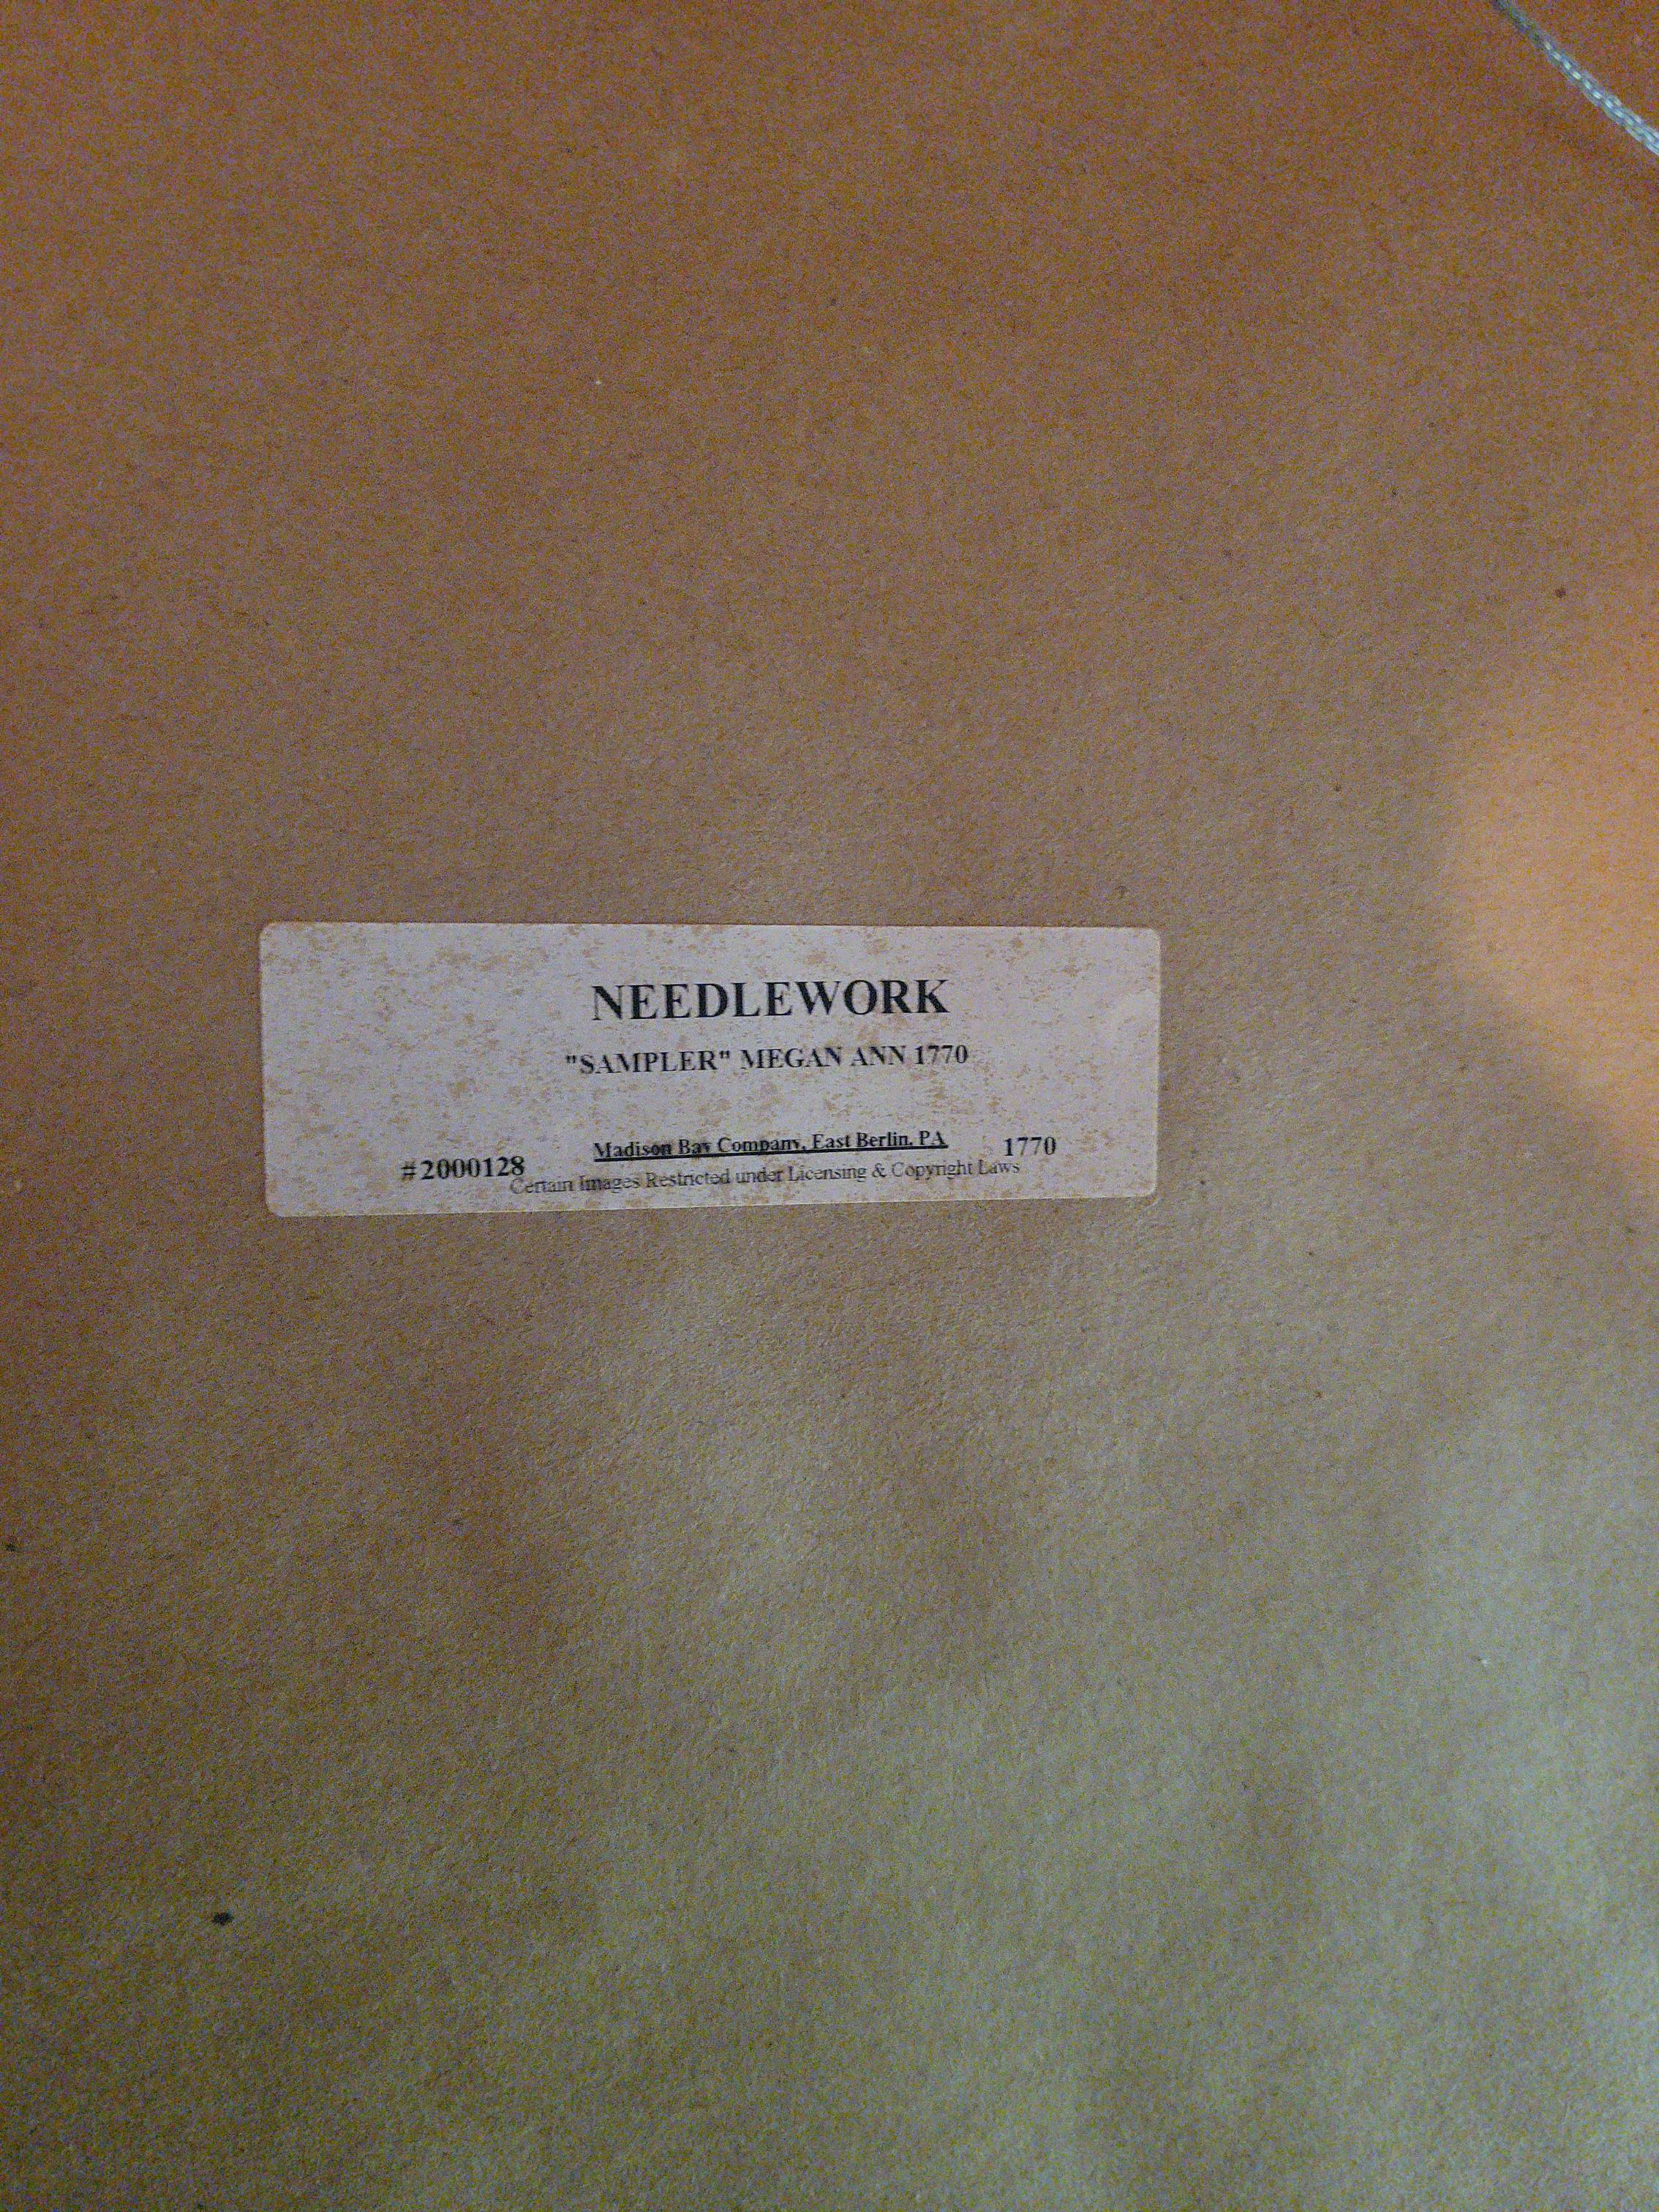 NEEDLEWORK
"SAMPLER" MEGAN ANN 1770
#2000128 Madison Bay Company, East Berlin, PA 1770
Certain Images Restricted under Licensing & Copyright Laws